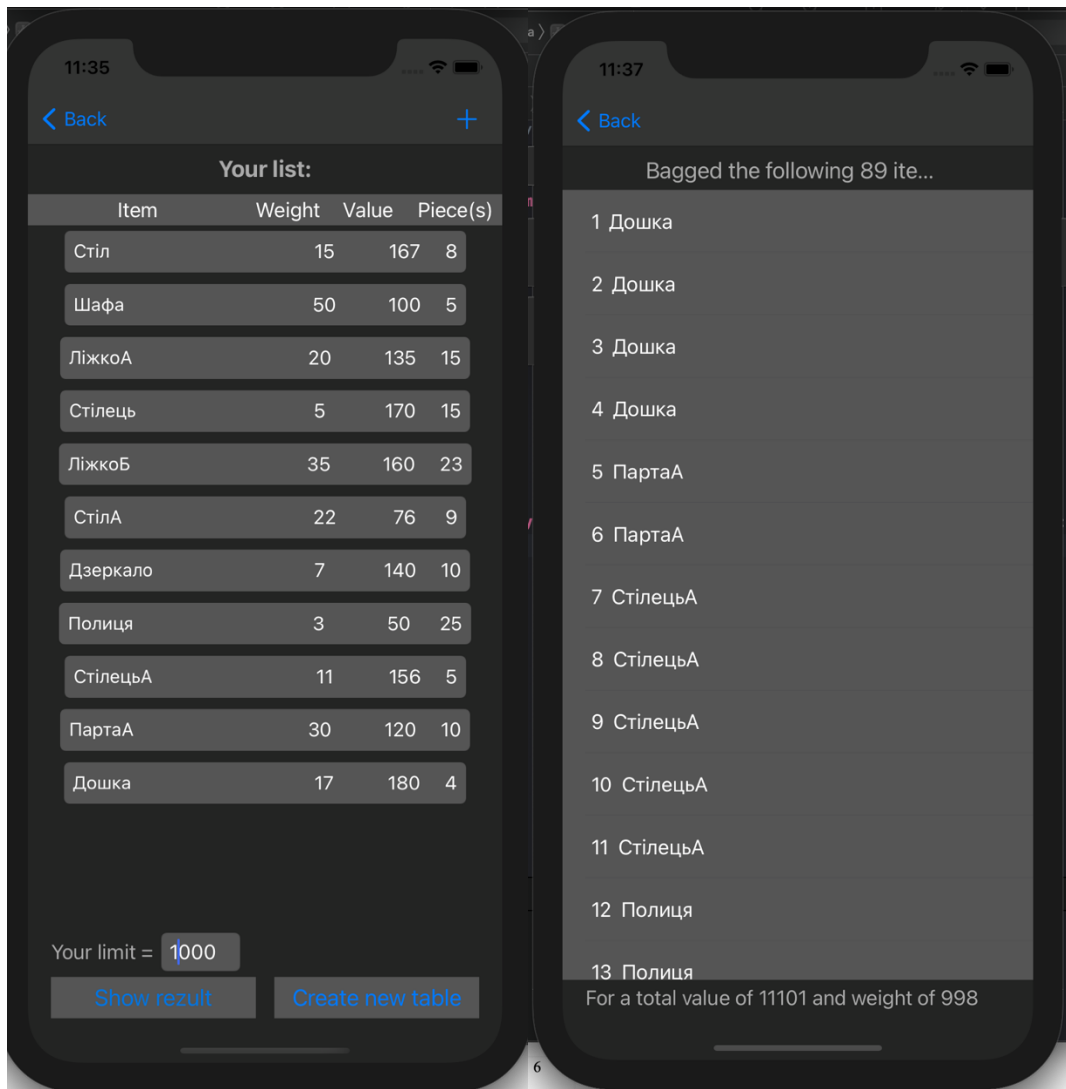 11:35
Back +
Your list:
Item Weight Value Piece(s)
Стіл 15 167 8
Шафа 50 100 5
ЛіжкоА 20 135 15
Стілець 5 170 15
ЛіжкоБ 35 160 23
СтілА 22 76 9
Дзеркало 7 140 10
Полиця 3 50 25
СтілецьА 11 156 5
ПартаА 30 120 10
Дошка 17 180 4
Your limit = 1000
Show rezult Create new table
a
11:37
Back
Bagged the following 89 ite...
1 Дошка
2 Дошка
3 Дошка
4 Дошка
5 ПартаА
6 ПартаА
7 СтілецьА
8 СтілецьА
9 СтілецьА
10 СтілецьА
11 СтілецьА
12 Полиця
13 Полиця
For a total value of 11101 and weight of 998
6